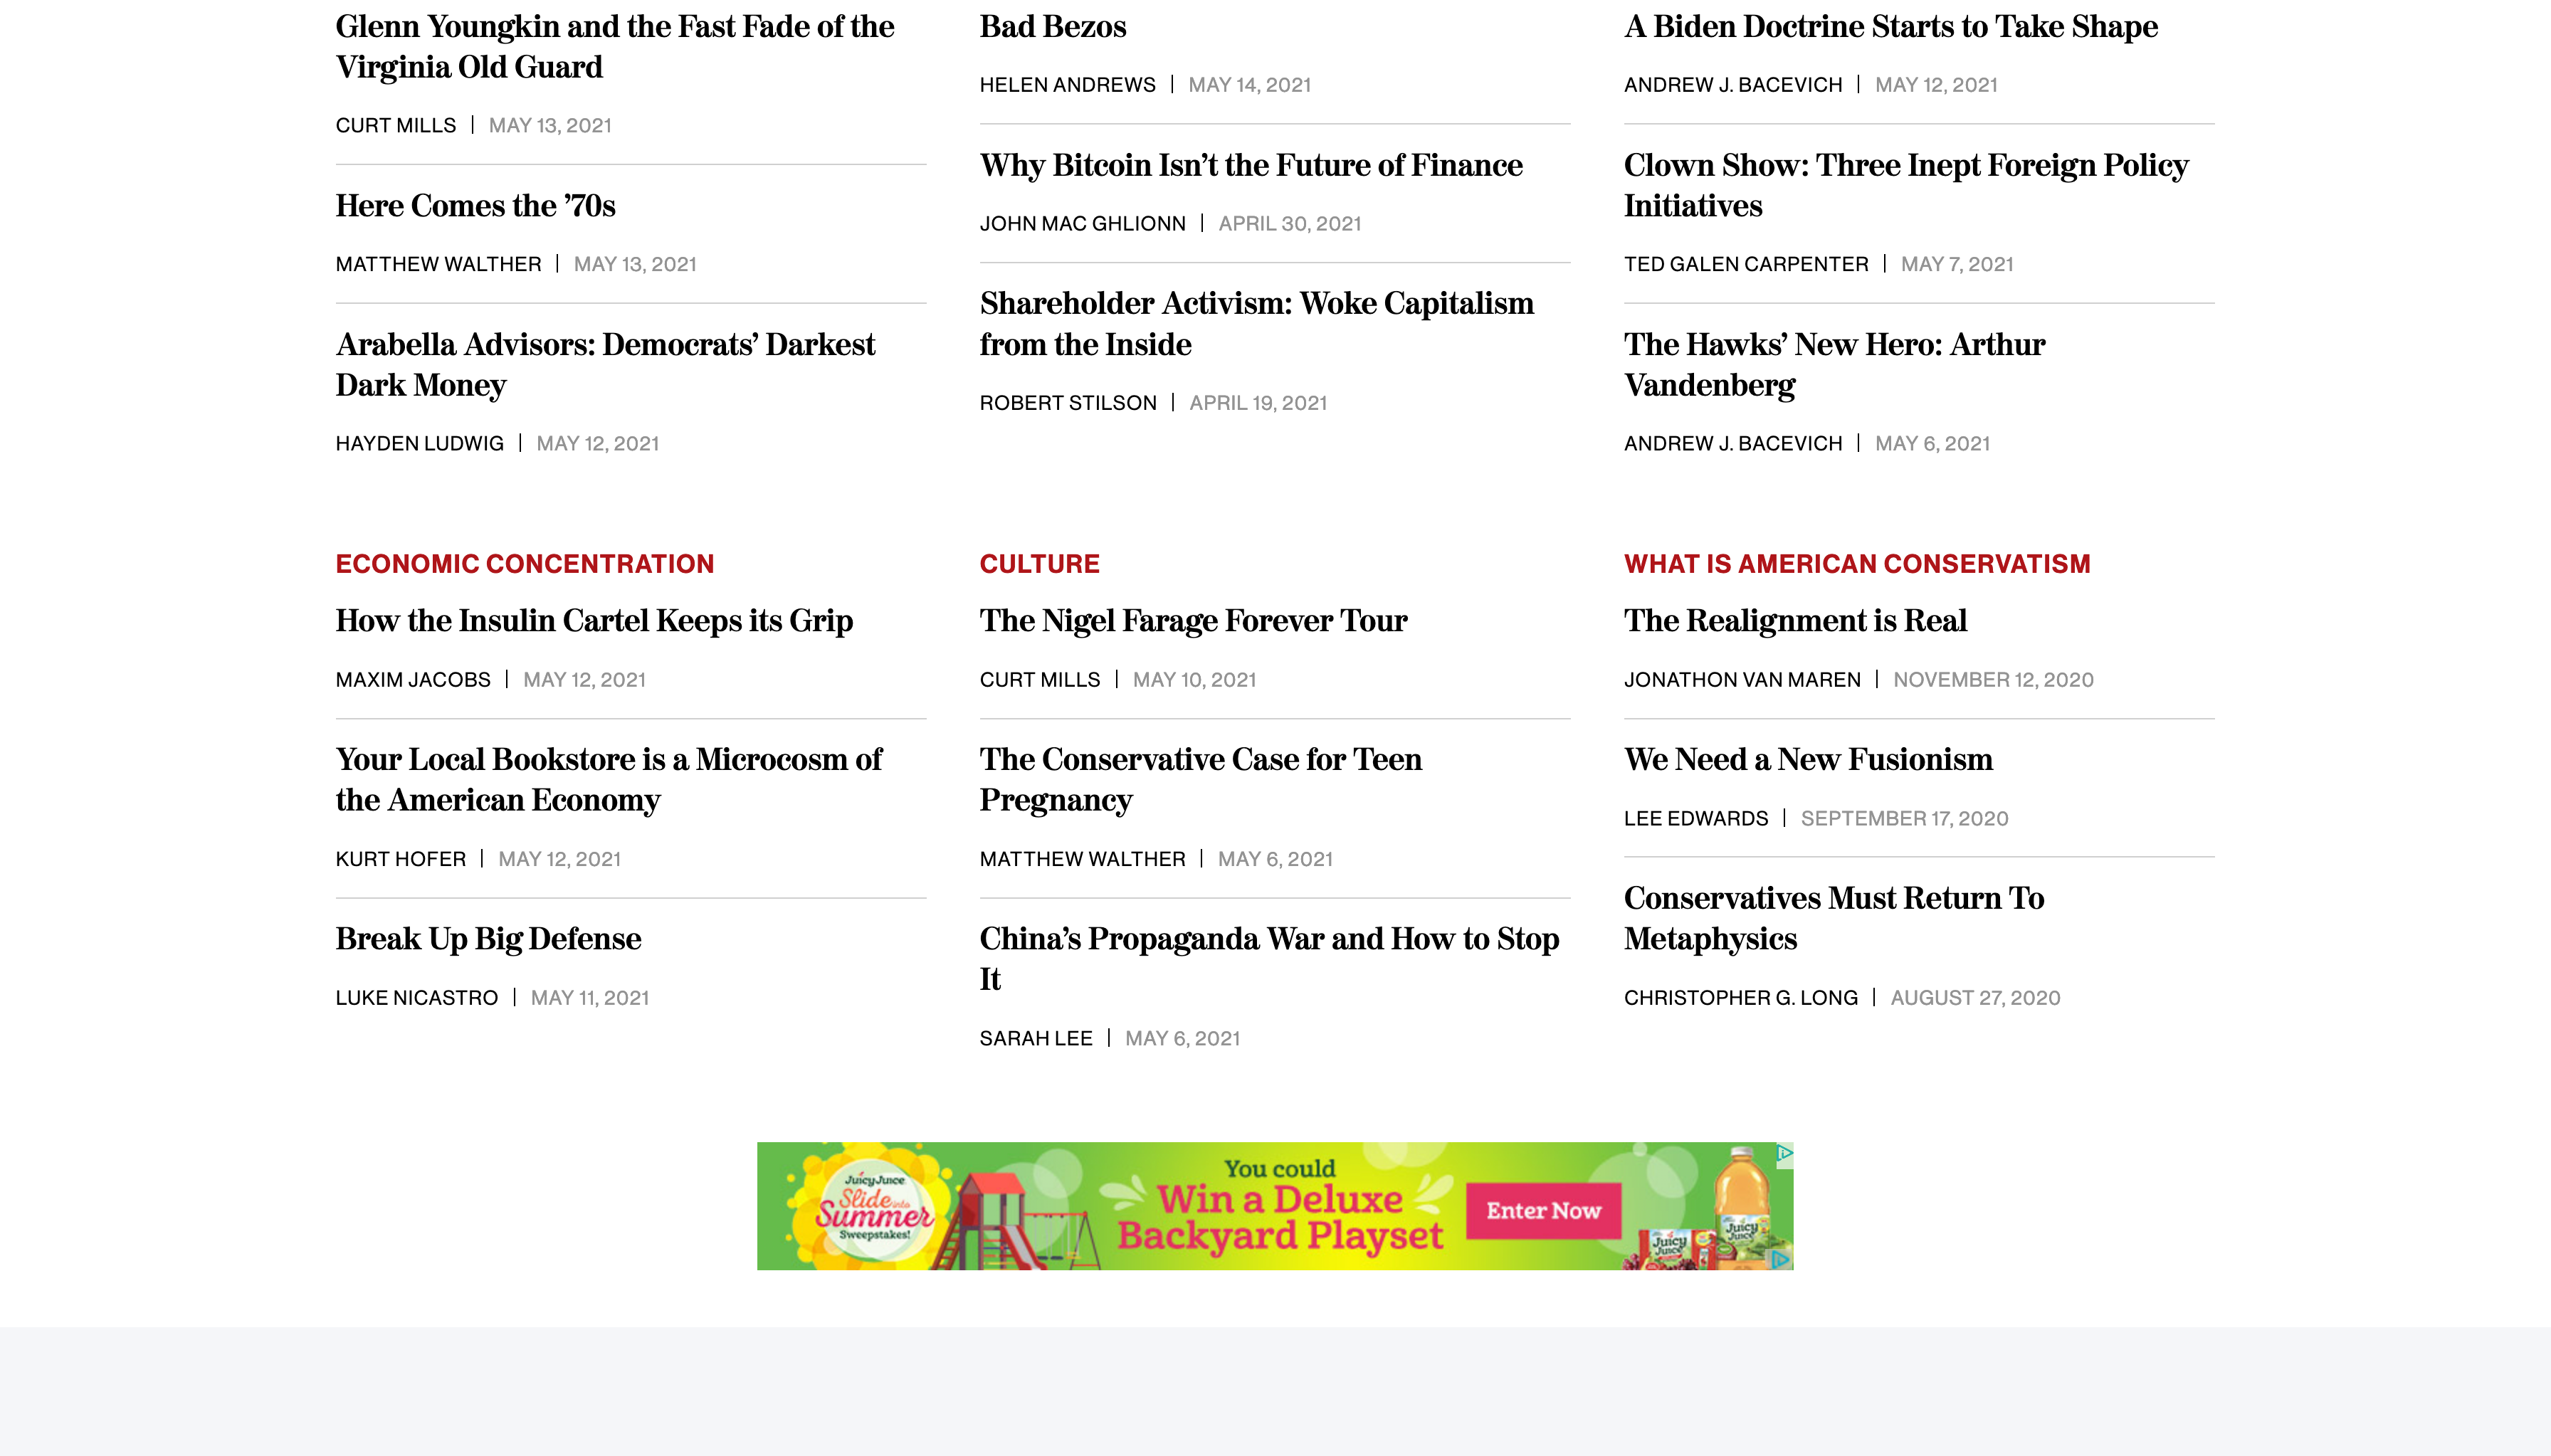 Glenn Youngkin and the Fast Fade of the
Virginia Old Guard
CURT MILLS | MAY 13, 2021
Here Comes the ’70s
MATTHEW WALTHER | MAY 13, 2021
Arabella Advisors: Democrats’ Darkest
Dark Money
HAYDEN LUDWIG | MAY 12, 2021
Bad Bezos
HELEN ANDREWS | MAY 14, 2021
Why Bitcoin Isn’t the Future of Finance
JOHN MAC GHLIONN | APRIL 30, 2021
Shareholder Activism: Woke Capitalism
from the Inside
ROBERT STILSON | APRIL 19, 2021
A Biden Doctrine Starts to Take Shape
ANDREW J. BACEVICH | MAY 12, 2021
Clown Show: Three Inept Foreign Policy
Initiatives
TED GALEN CARPENTER | MAY 7, 2021
The Hawks’ New Hero: Arthur
Vandenberg
ANDREW J. BACEVICH | MAY 6, 2021
ECONOMIC CONCENTRATION
How the Insulin Cartel Keeps its Grip
MAXIM JACOBS | MAY 12, 2021
Your Local Bookstore is a Microcosm of
the American Economy
KURT HOFER | MAY 12, 2021
Break Up Big Defense
LUKE NICASTRO | MAY 11, 2021
CULTURE
The Nigel Farage Forever Tour
CURT MILLS | MAY 10, 2021
The Conservative Case for Teen
Pregnancy
MATTHEW WALTHER | MAY 6, 2021
China’s Propaganda War and How to Stop
It
SARAH LEE | MAY 6, 2021
WHAT IS AMERICAN CONSERVATISM
The Realignment is Real
JONATHON VAN MAREN | NOVEMBER 12, 2020
We Need a New Fusionism
LEE EDWARDS | SEPTEMBER 17, 2020
Conservatives Must Return To
Metaphysics
CHRISTOPHER G. LONG | AUGUST 27, 2020
Juicy Juice
Slide into
Summer
Sweepstakes!
You could
Win a Deluxe
Backyard Playset
Enter Now
Juicy
Juice
Juicy
Juice